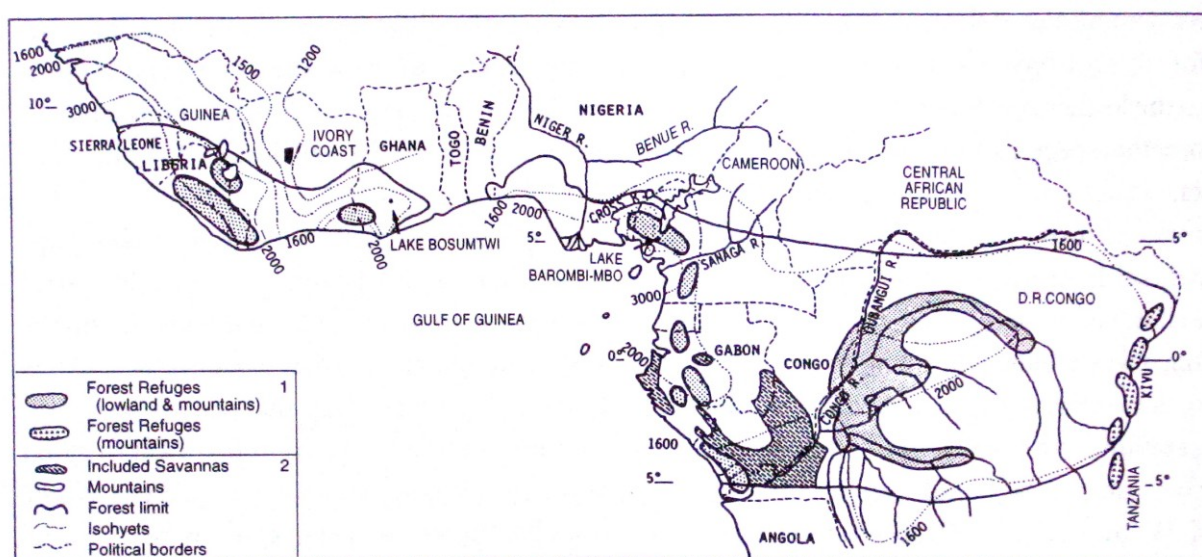 1600
2000
10°
3000
1500
1200
GUINEA
SIERRA LEONE
LIBERIA
IVORY
COAST
GHANA
TOGO
BENIN
NIGER R.
NIGERIA
BENUE R.
CAMEROON
CENTRAL
AFRICAN
REPUBLIC
2000
1600
2000
LAKE BOSUMTWI
1600
2000
5°
CROSS R.
LAKE
BAROMBI-MBO
SANAGA R.
3000
1600
5°
OUBANGUI R.
D.R.CONGO
GULF OF GUINEA
0°
2000
GABON
CONGO
CONGO R.
2000
0°
KIVU
1600
5°
5°
TANZANIA
ANGOLA
1600
Forest Refuges 1
(lowland & mountains)
Forest Refuges
(mountains)
Included Savannas 2
Mountains
Forest limit
Isohyets
Political borders